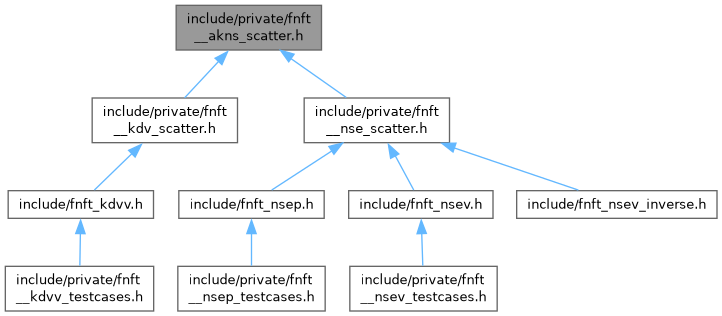 include/private/fnft
__akns_scatter.h
include/private/fnft
__kdv_scatter.h
include/private/fnft
__nse_scatter.h
include/fnft_kdvv.h
include/fnft_nsep.h
include/fnft_nsev.h
include/fnft_nsev_inverse.h
include/private/fnft
__kdvv_testcases.h
include/private/fnft
__nsep_testcases.h
include/private/fnft
__nsev_testcases.h